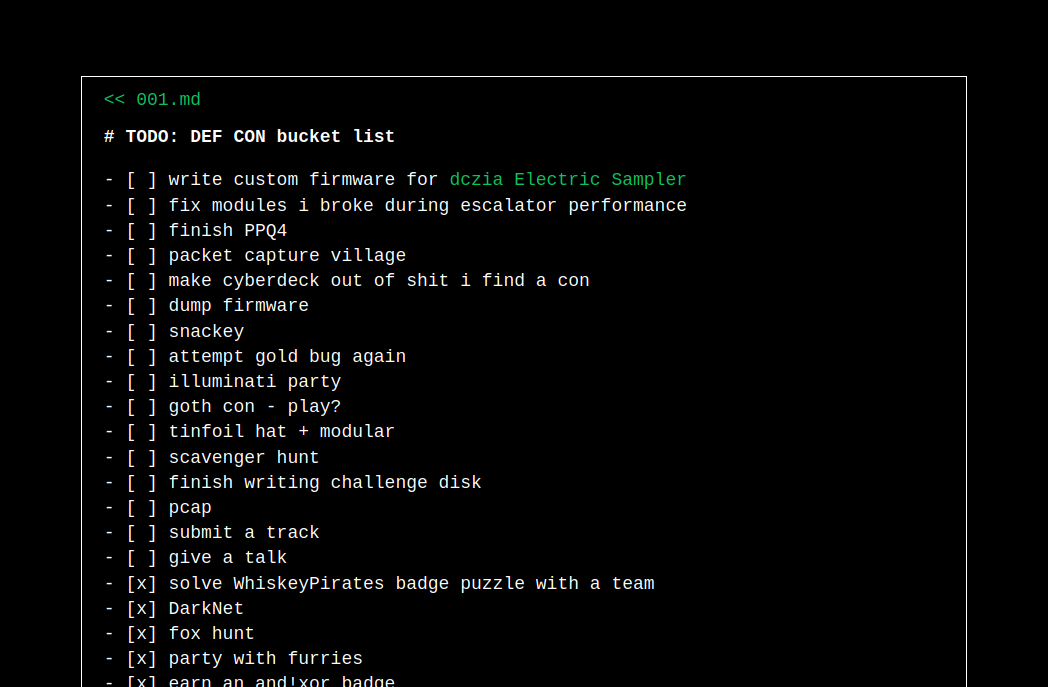 << 001.md
# TODO: DEF CON bucket list
- [ ] write custom firmware for dczia Electric Sampler
- [ ] fix modules i broke during escalator performance
- [ ] finish PPQ4
- [ ] packet capture village
- [ ] make cyberdeck out of shit i find a con
- [ ] dump firmware
- [ ] snackey
- [ ] attempt gold bug again
- [ ] illuminati party
- [ ] goth con - play?
- [ ] tinfoil hat + modular
- [ ] scavenger hunt
- [ ] finish writing challenge disk
- [ ] pcap
- [ ] submit a track
- [ ] give a talk
- [x] solve WhiskeyPirates badge puzzle with a team
- [x] DarkNet
- [x] fox hunt
- [x] party with furries
- [x] earn an and!xor badge